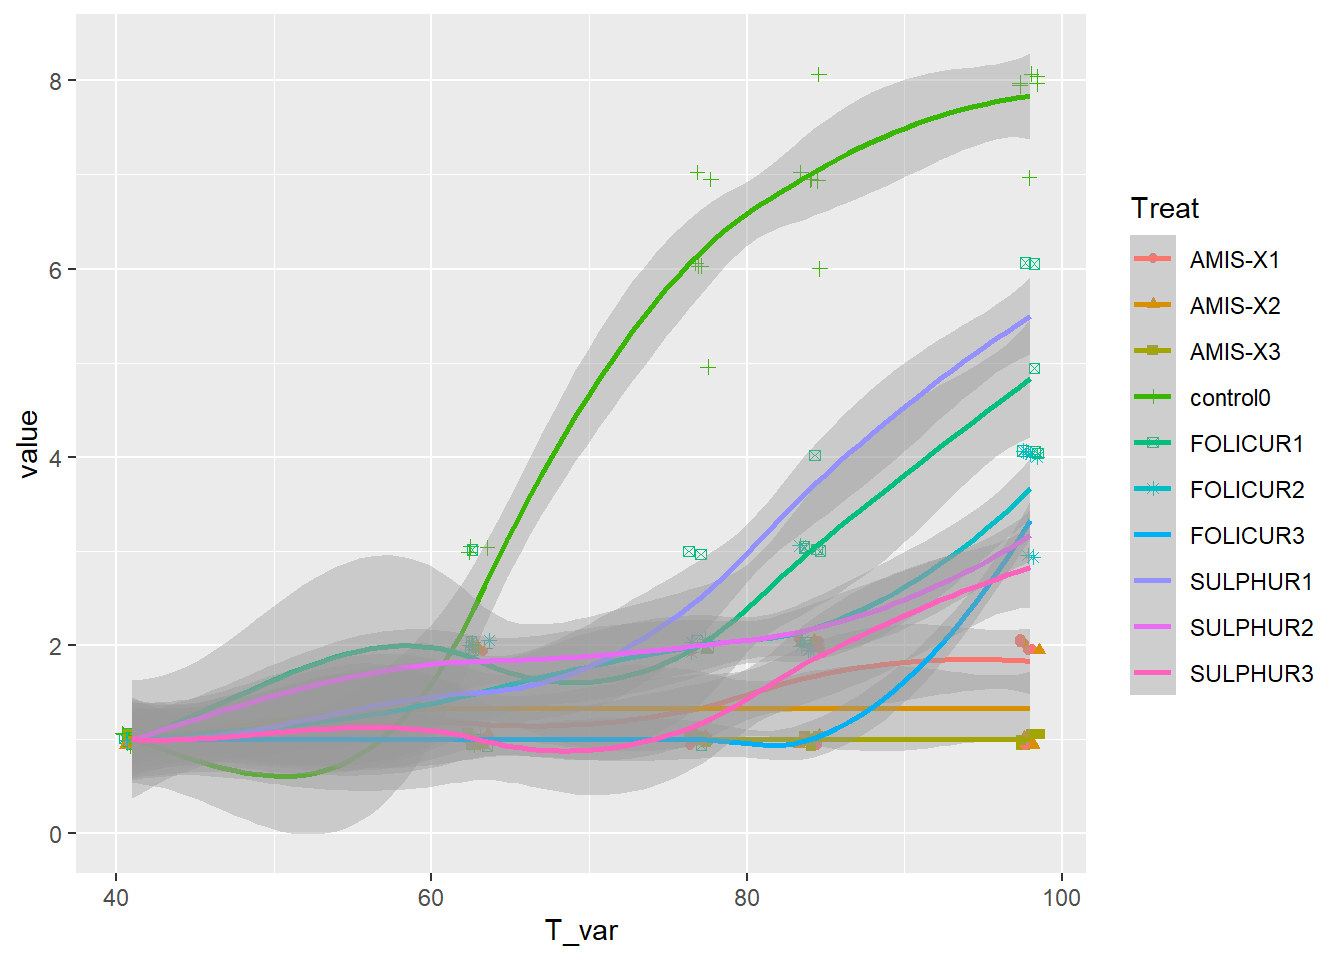 8
6
4
2
0
40 60 80 100
T_var
value
Treat
AMIS-X1
AMIS-X2
AMIS-X3
control0
FOLICUR1
FOLICUR2
FOLICUR3
SULPHUR1
SULPHUR2
SULPHUR3